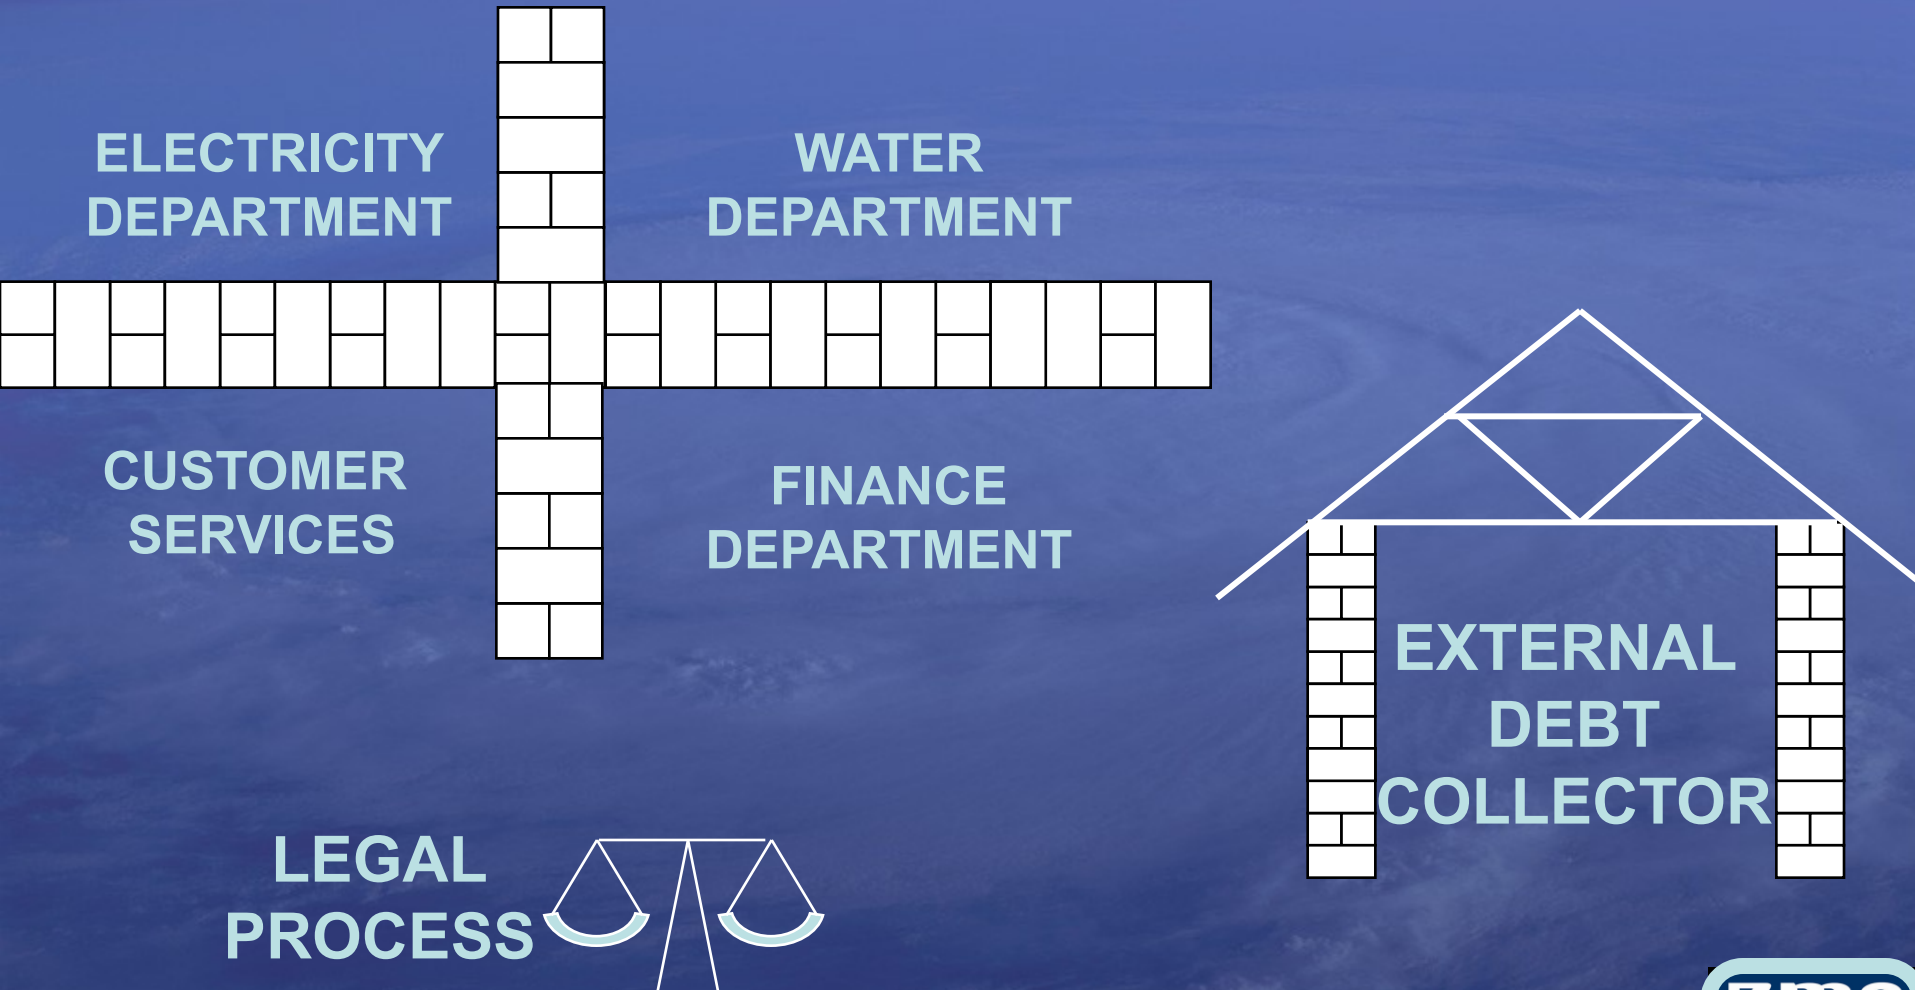 ELECTRICITY
DEPARTMENT
WATER
DEPARTMENT
CUSTOMER
SERVICES
FINANCE
DEPARTMENT
EXTERNAL
DEBT
COLLECTOR
LEGAL
PROCESS